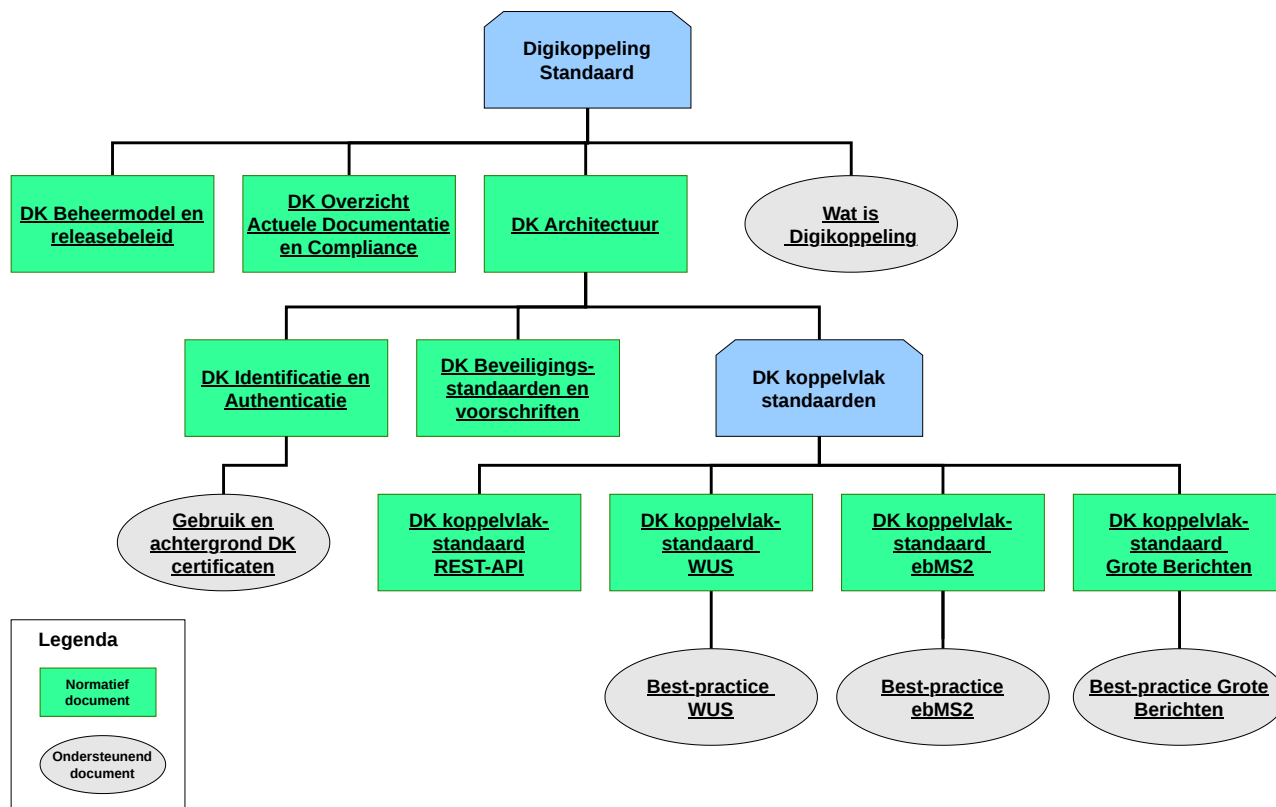 Digikoppeling
Standaard
DK Beheermodel en
releasebeleid
DK Overzicht
Actuele Documentatie
en Compliance
DK Architectuur
Wat is
Digikoppeling
DK Identificatie en
Authenticatie
DK Beveiligings-
standaarden en
voorschriften
DK koppelvlak
standaarden
Gebruik en
achtergrond DK
certificaten
DK koppelvlak-
standaard
REST-API
DK koppelvlak-
standaard
WUS
DK koppelvlak-
standaard
ebMS2
DK koppelvlak-
standaard
Grote Berichten
Best-practice
WUS
Best-practice
ebMS2
Best-practice Grote
Berichten
Legenda
Normatief
document
Ondersteunend
document